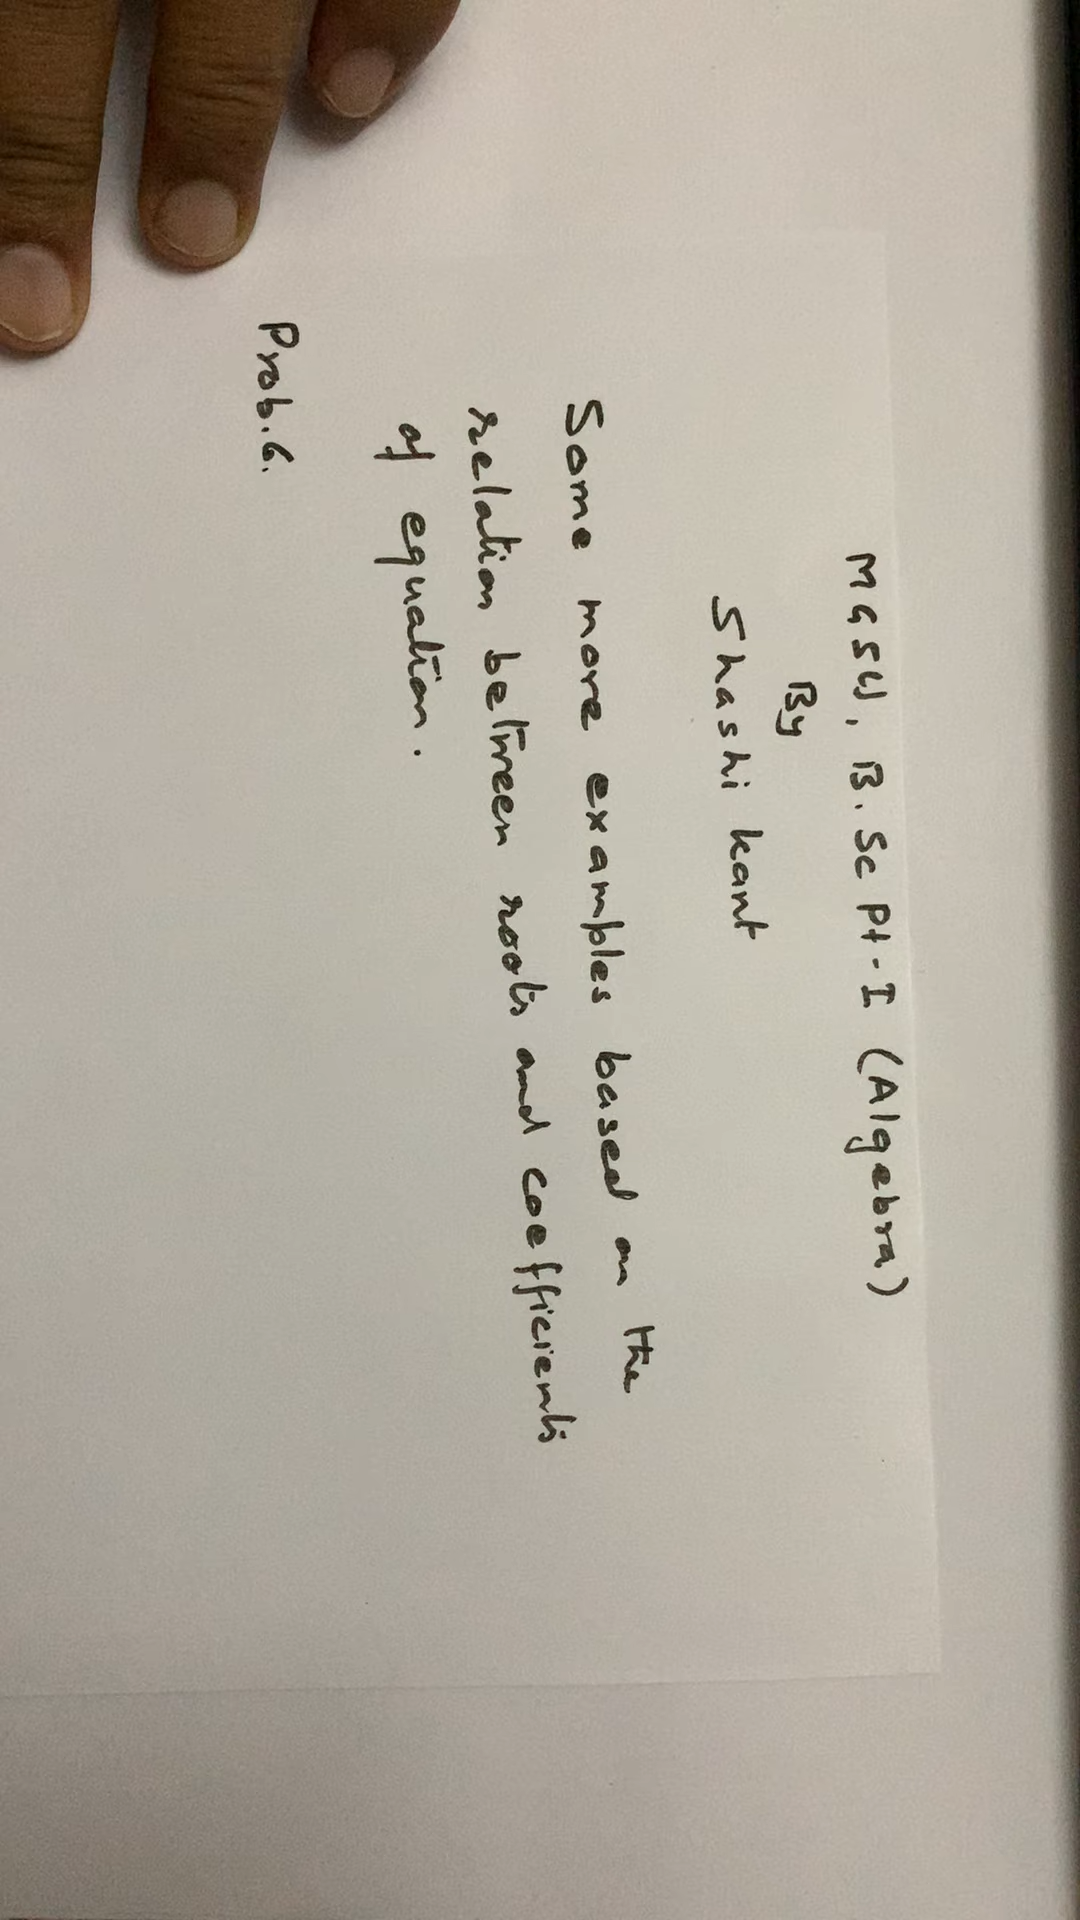 MGSU, B.Sc Pt-I (Algebra)
By
Shashi kant
Some more examples based on the
relation between roots and coefficients
of equation.
Prob.6.